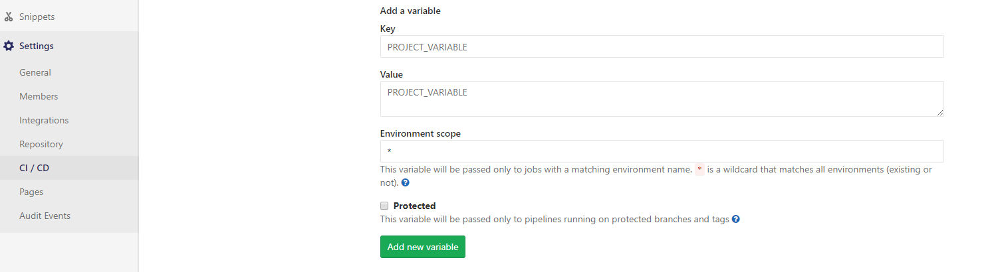 Snippets
Settings
General
Members
Integrations
Repository
CI / CD
Pages
Audit Events
Add a variable
Key
PROJECT_VARIABLE
Value
PROJECT_VARIABLE
Environment scope
*
This variable will be passed only to jobs with a matching environment name. * is a wildcard that matches all environments (existing or
not). ?
Protected
This variable will be passed only to pipelines running on protected branches and tags ?
Add new variable